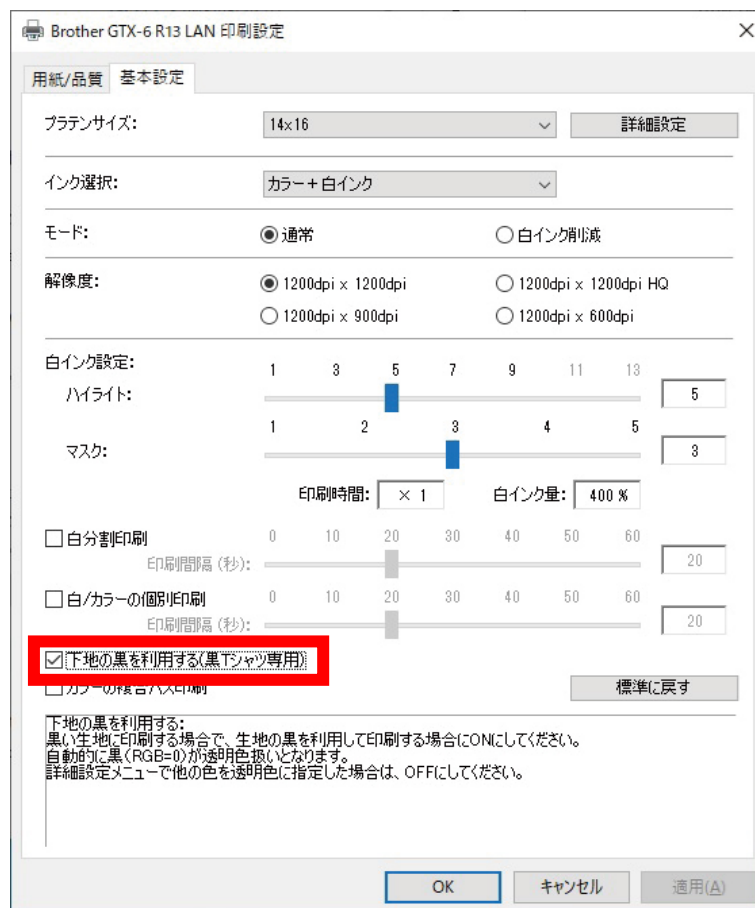 Brother GTX-6 R13 LAN 印刷設定
用紙/品質 基本設定
プラテンサイズ: 14x16 詳細設定
インク選択: カラー+白インク
モード: 通常 白インク削減
解像度: 1200dpi x 1200dpi 1200dpi x 1200dpi HQ
1200dpi x 900dpi 1200dpi x 600dpi
白インク設定: 1 3 5 7 9 11 13
ハイライト: 5
1 2 3 4 5
マスク: 3
印刷時間: × 1 白インク量: 400 %
白分割印刷 0 10 20 30 40 50 60
印刷間隔 (秒): 20
白/カラーの個別印刷 0 10 20 30 40 50 60
印刷間隔 (秒): 20
下地の黒を利用する(黒Tシャツ専用)
カラーの複合パス印刷 標準に戻す
下地の黒を利用する:
黒い生地に印刷する場合で、生地の黒を利用して印刷する場合にONにしてください。
自動的に黒(RGB=0)が透明色扱いとなります。
詳細設定メニューで他の色を透明色に指定した場合は、OFFにしてください。
OK キャンセル 適用(A)